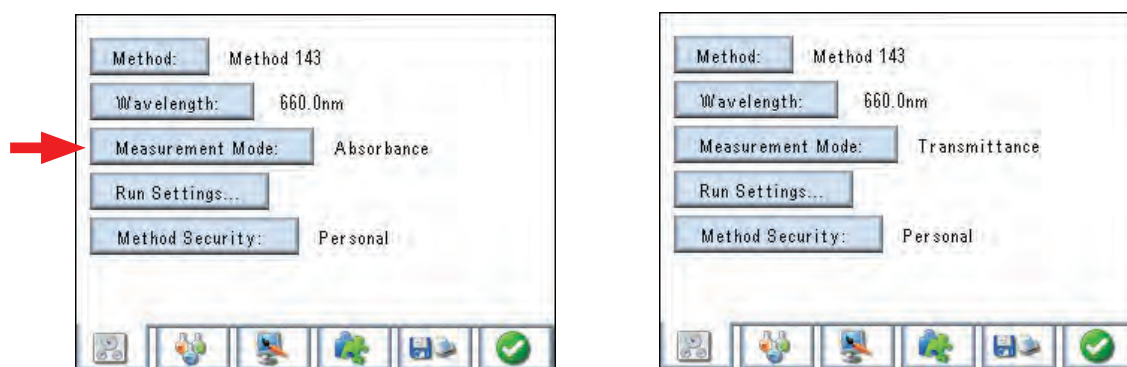 Method: Method 143
Wavelength: 660.0nm
Measurement Mode: Absorbance
Run Settings...
Method Security: Personal
Method: Method 143
Wavelength: 660.0nm
Measurement Mode: Transmittance
Run Settings...
Method Security: Personal